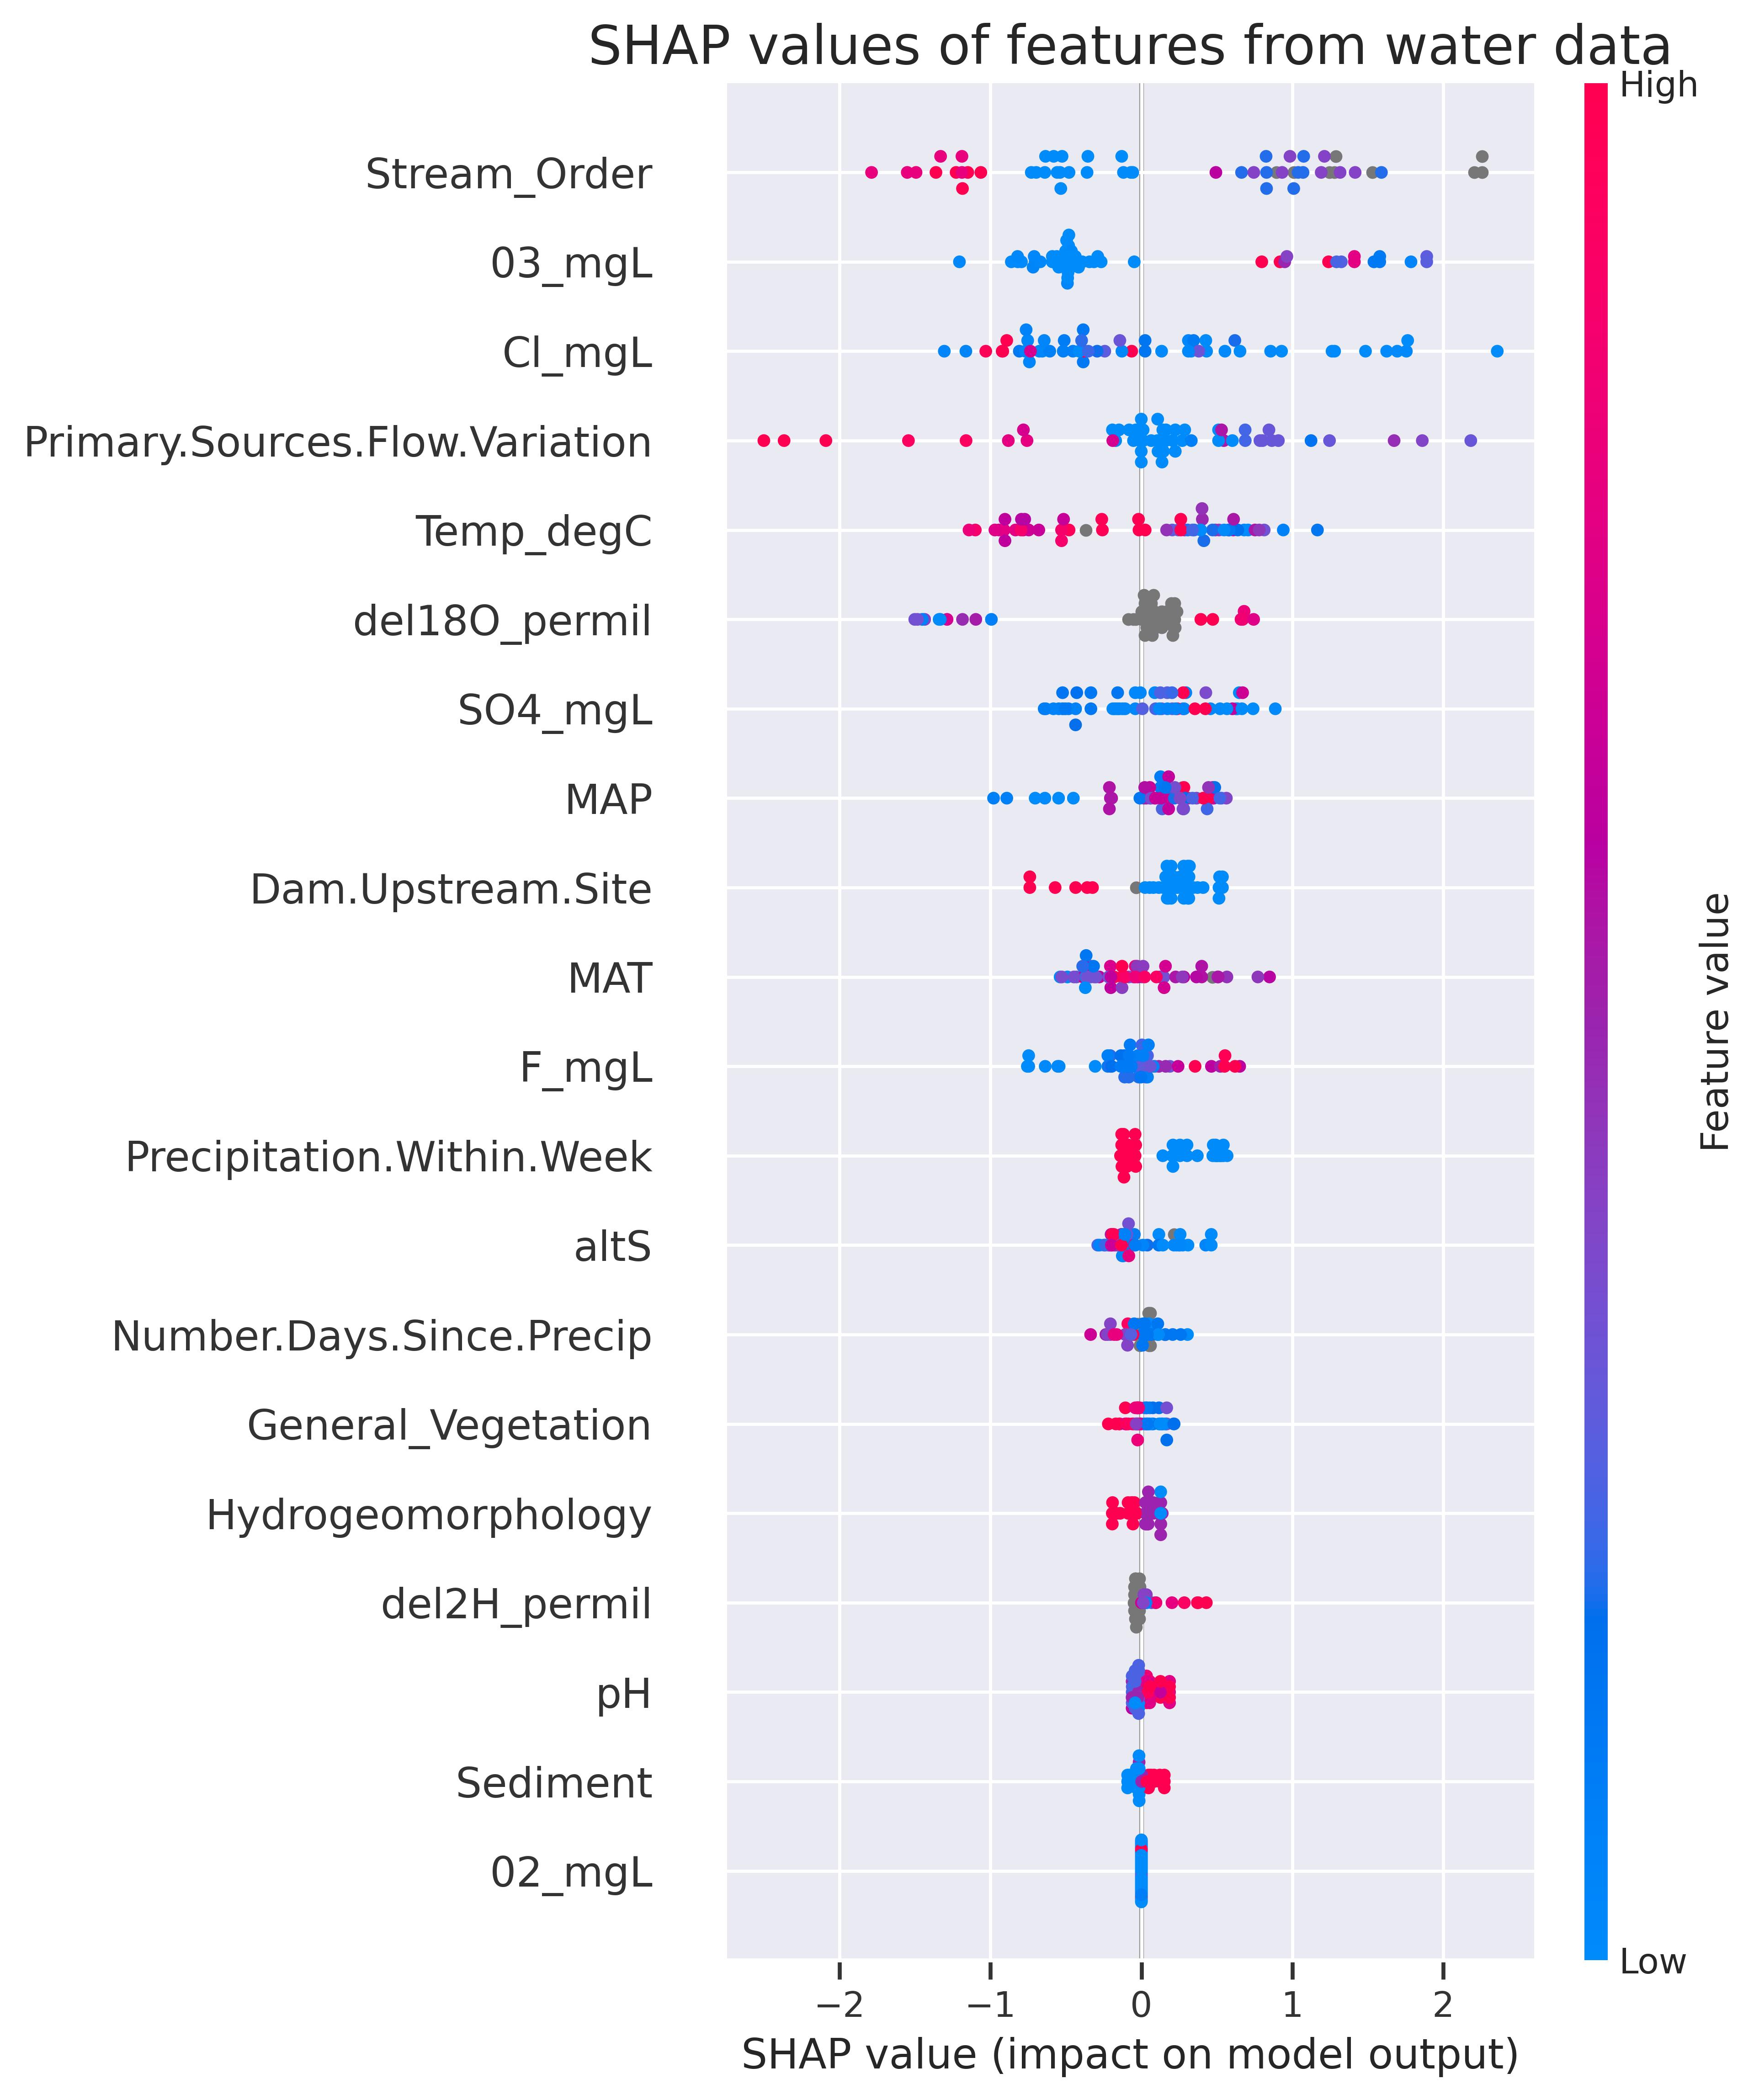 SHAP values of features from water data
High
Stream_Order
03_mgL
Cl_mgL
Primary.Sources.Flow.Variation
Temp_degC
del18O_permil
SO4_mgL
MAP
Dam.Upstream.Site
MAT
F_mgL
Precipitation.Within.Week
altS
Number.Days.Since.Precip
General_Vegetation
Hydrogeomorphology
del2H_permil
pH
Sediment
02_mgL
Feature value
Low
−2 −1 0 1 2
SHAP value (impact on model output)